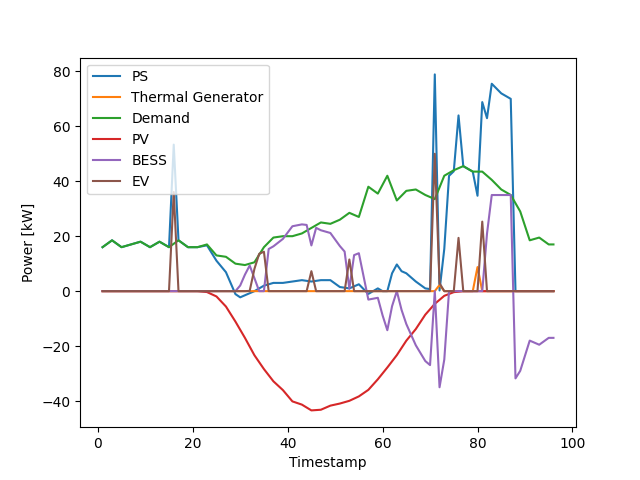 PS
Thermal Generator
Demand
PV
BESS
EV
Power [kW]
80
60
40
20
0
−20
−40
0 20 40 60 80 100
Timestamp